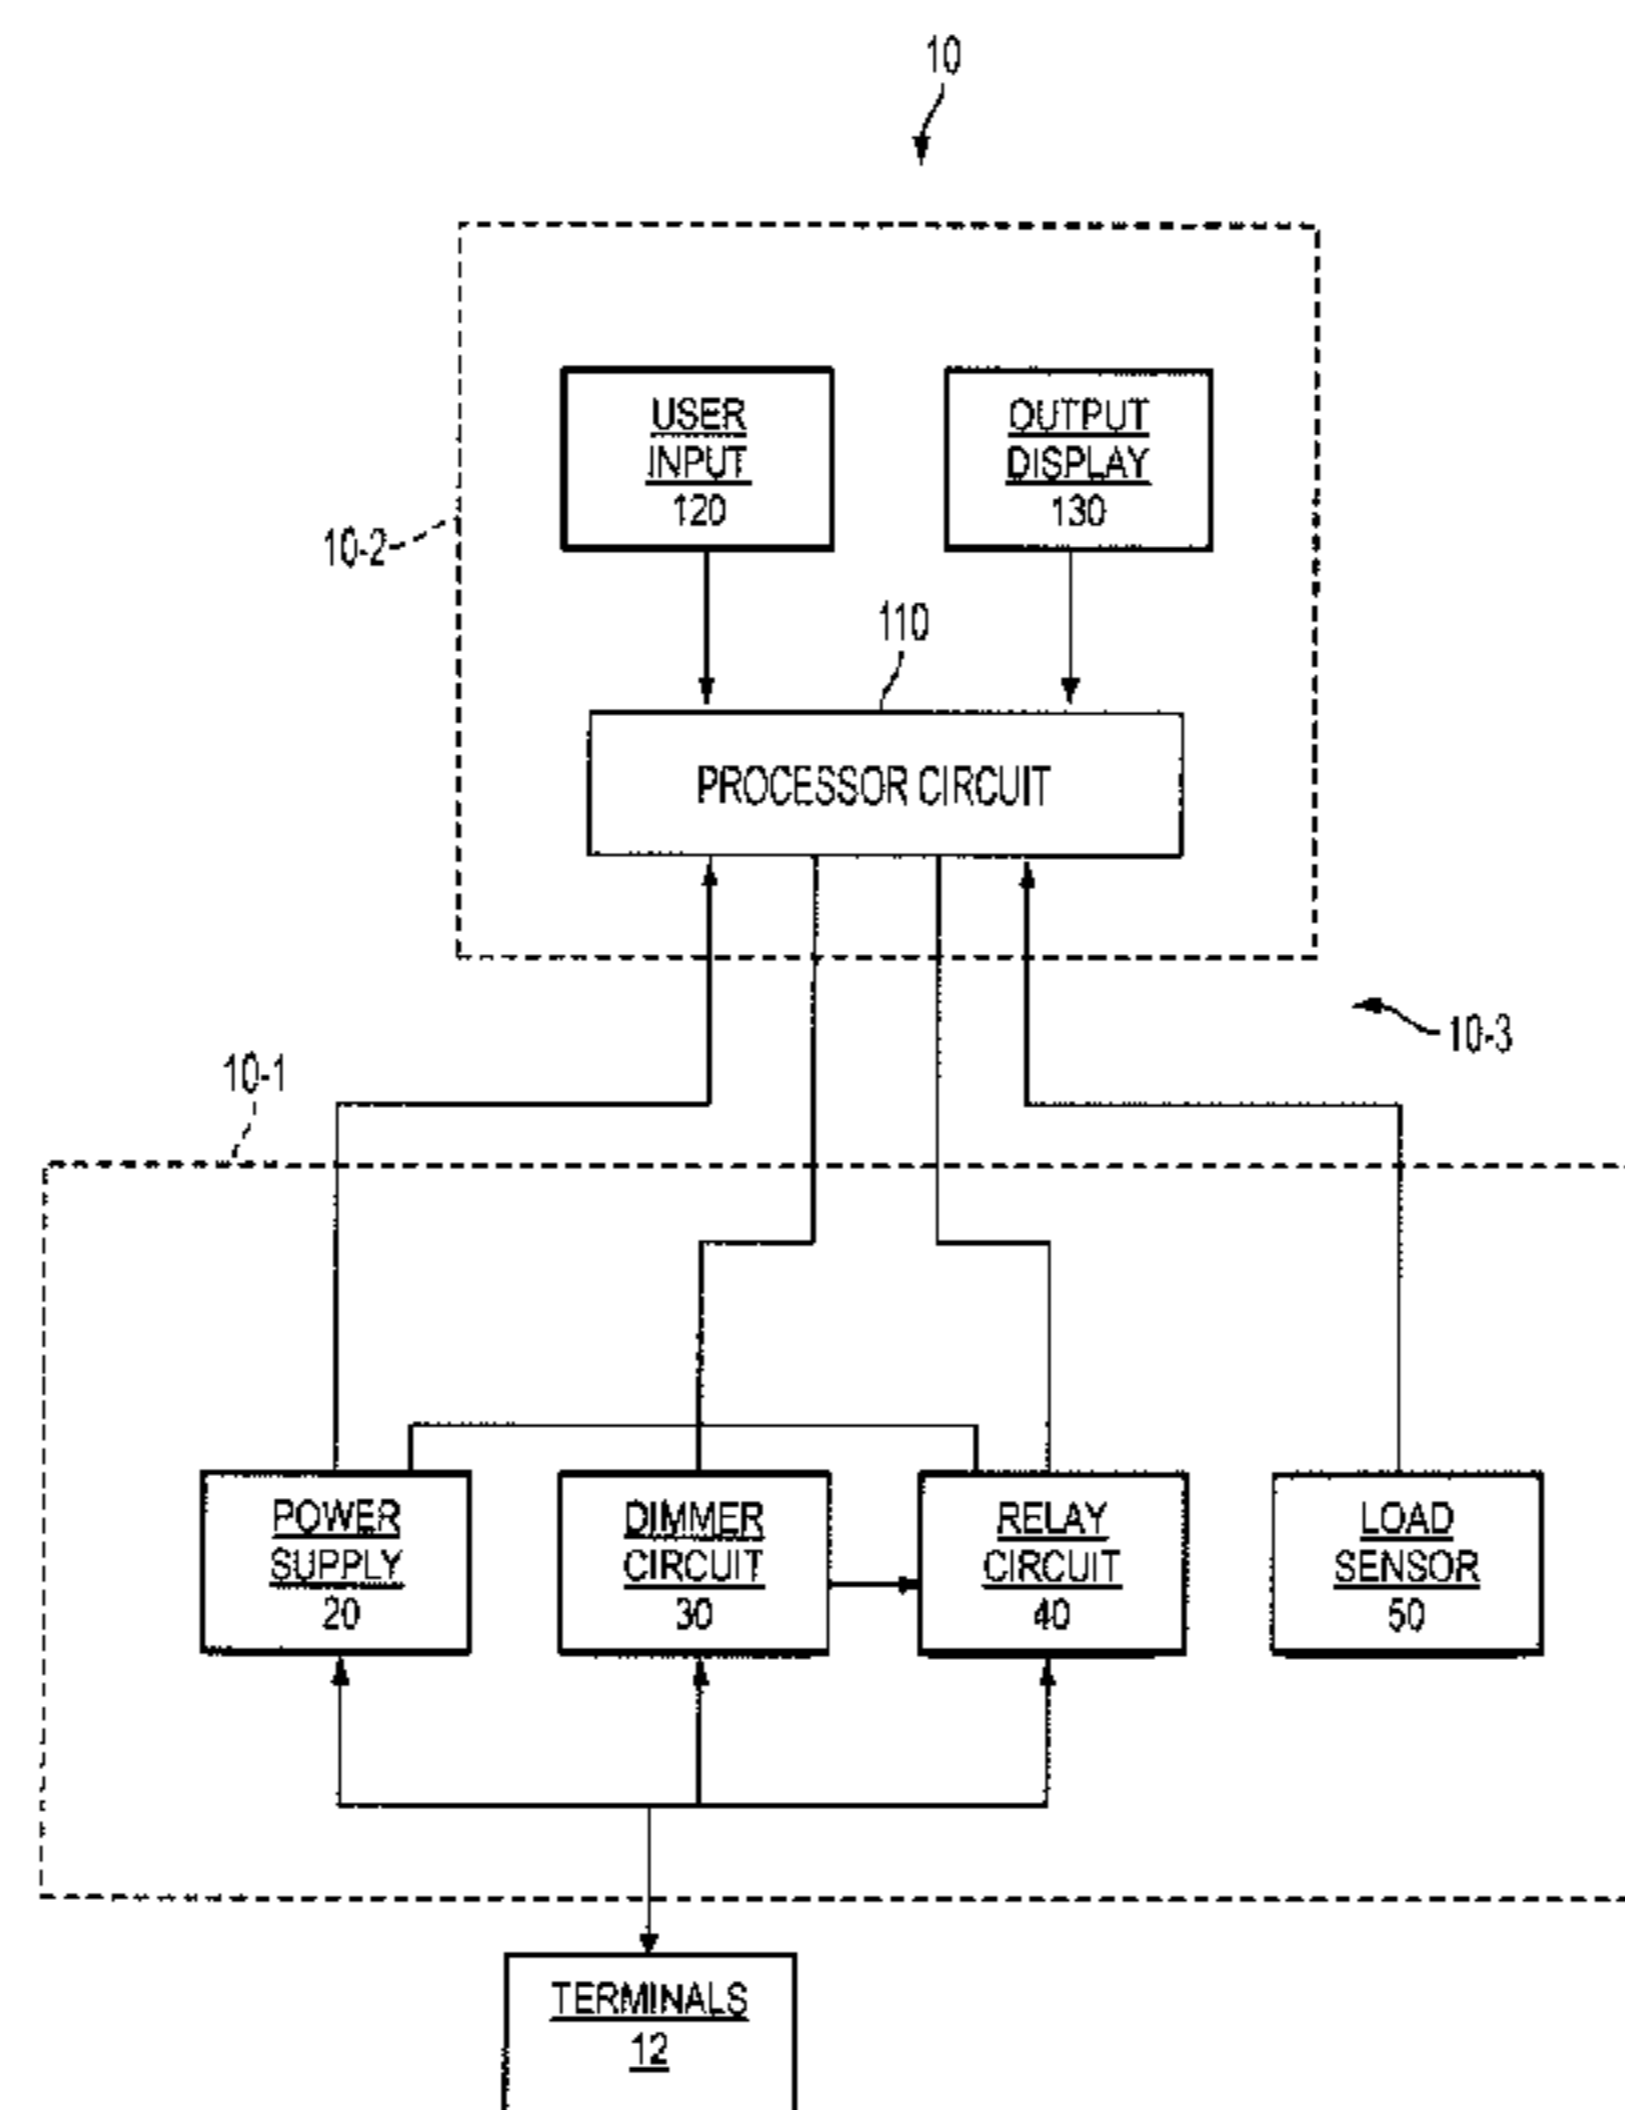 10
USER
INPUT
120
OUTPUT
DISPLAY
130
10-2
110
PROCESSOR CIRCUIT
10-3
10-1
POWER
SUPPLY
20
DIMMER
CIRCUIT
30
RELAY
CIRCUIT
40
LOAD
SENSOR
50
TERMINALS
12